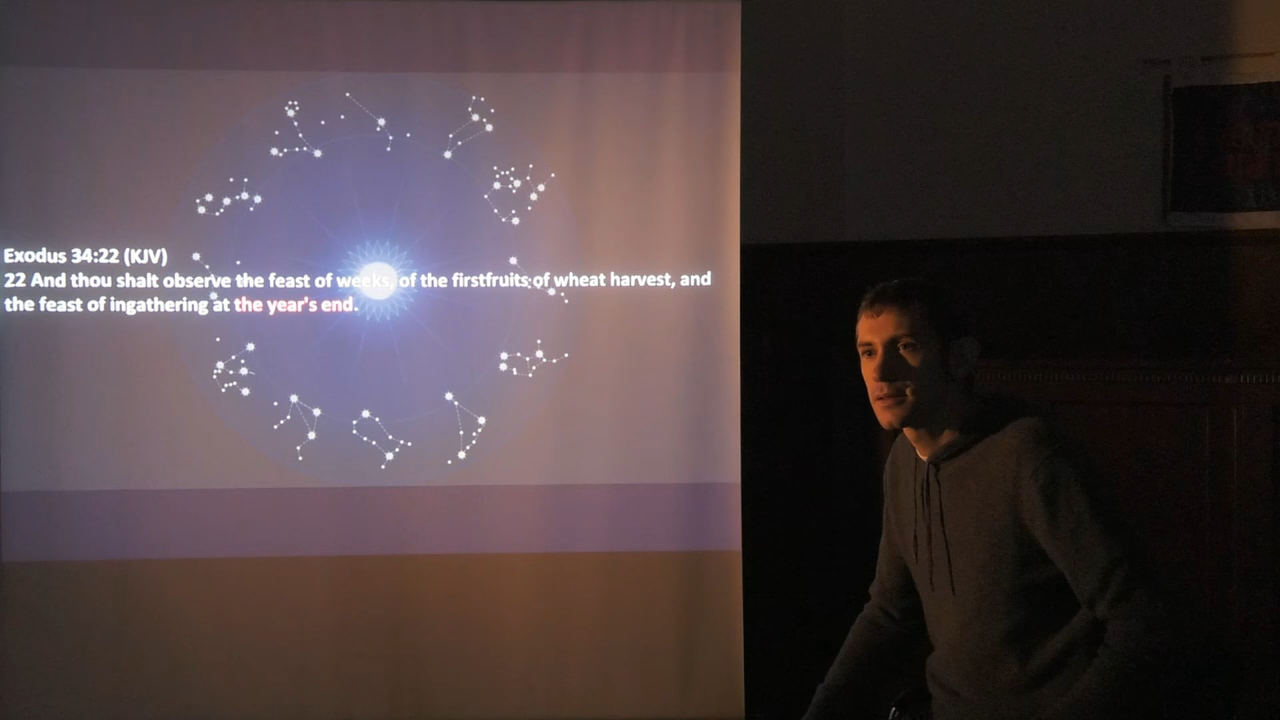 Exodus 34:22 (KJV)
22 And thou shalt observe the feast of weeks, of the firstfruits of wheat harvest, and
the feast of ingathering at the year's end.